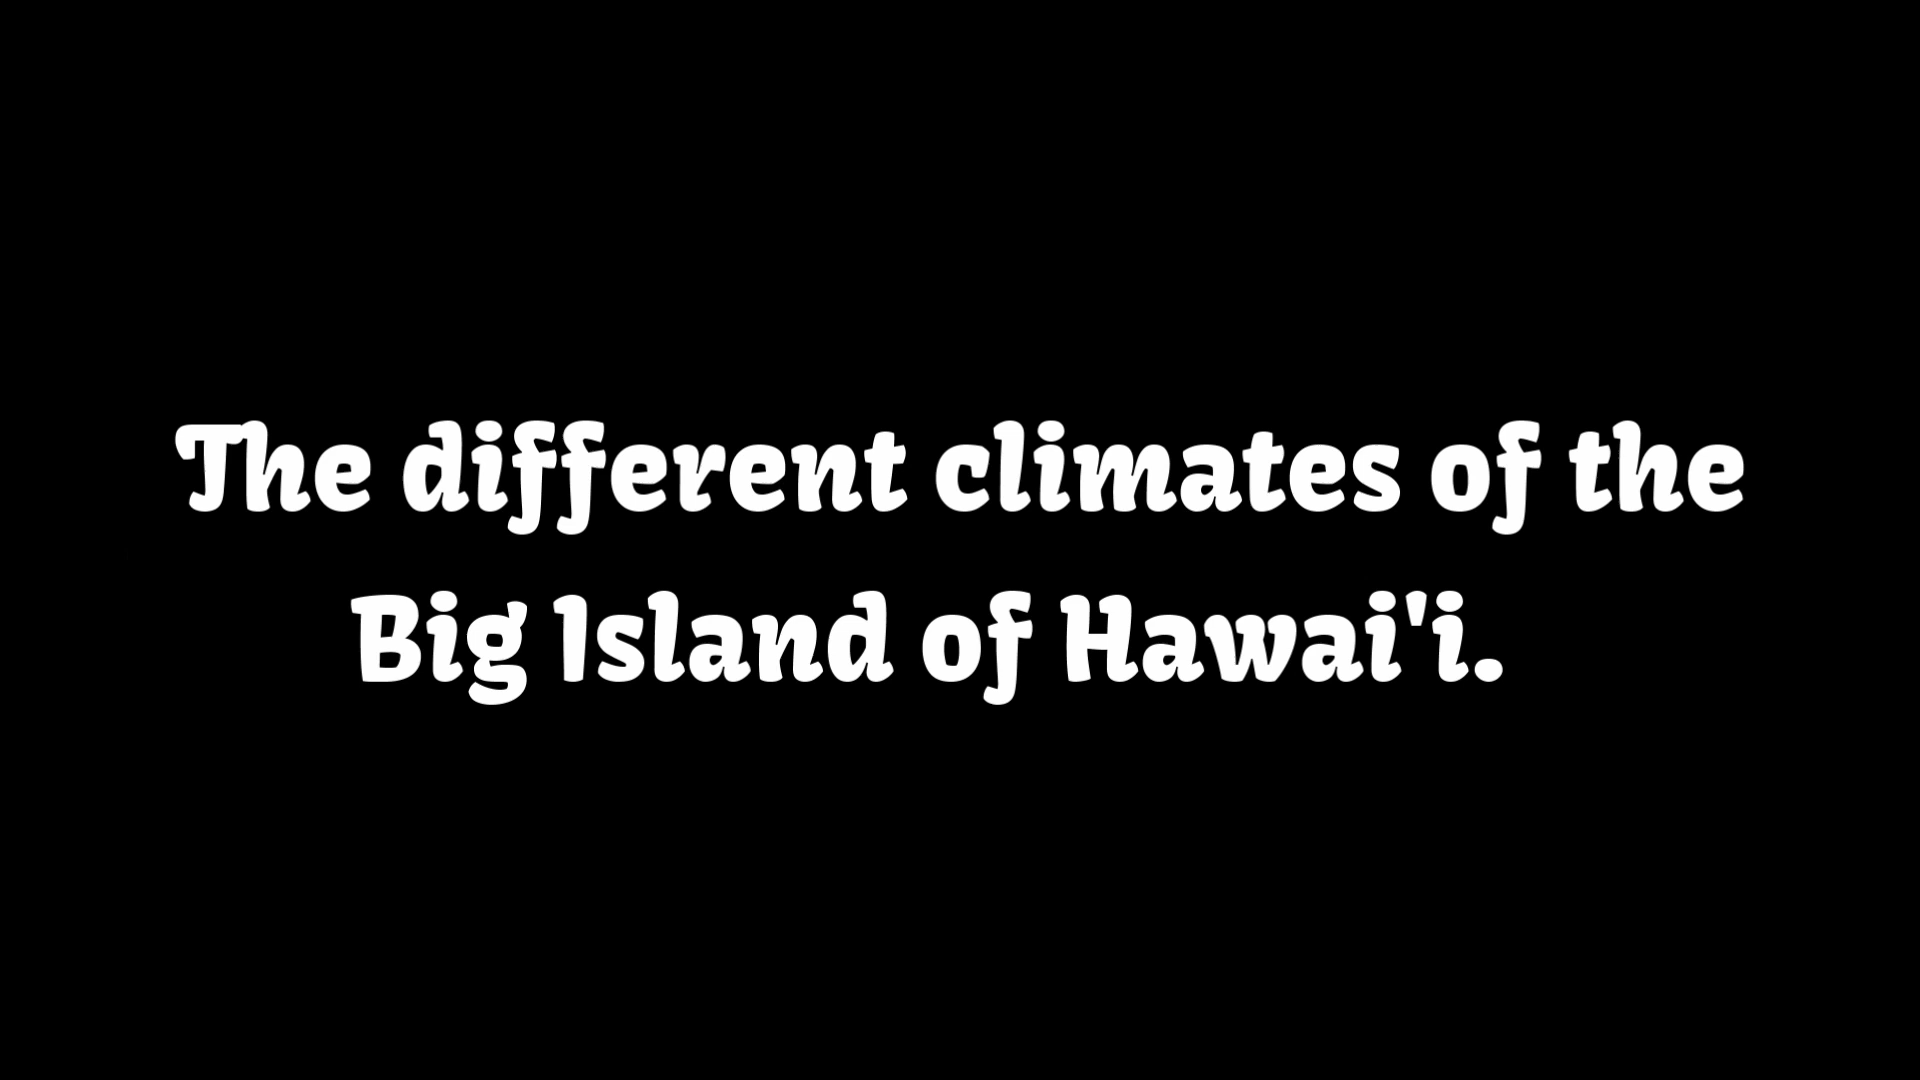 The different climates of the
Big Island of Hawai'i.